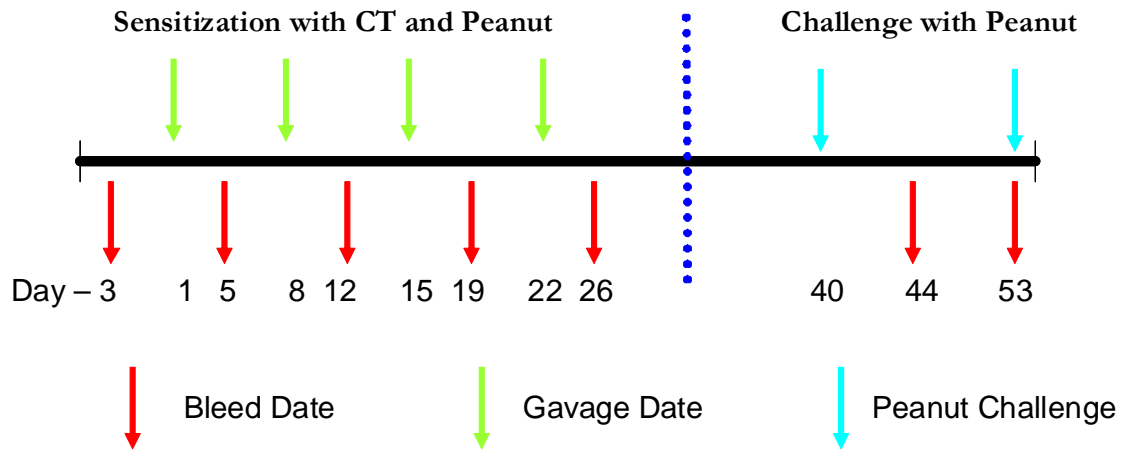 Sensitization with CT and Peanut Challenge with Peanut
Day – 3 1 5 8 12 15 19 22 26 40 44 53
Bleed Date Gavage Date Peanut Challenge